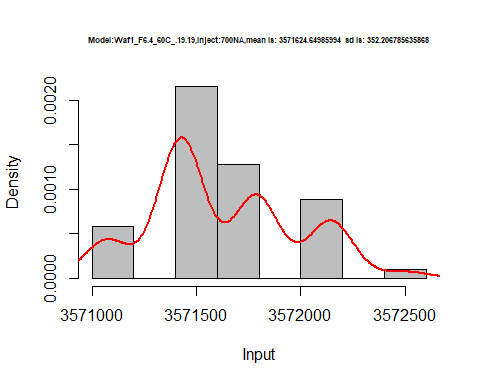 Model:Waf1_F6.4_60C_.19.19,Inject:700NA,mean is: 3571624.64985994 sd is: 352.206785635868
0.0020
0.0010
0.0000
Density
3571000 3571500 3572000 3572500
Input